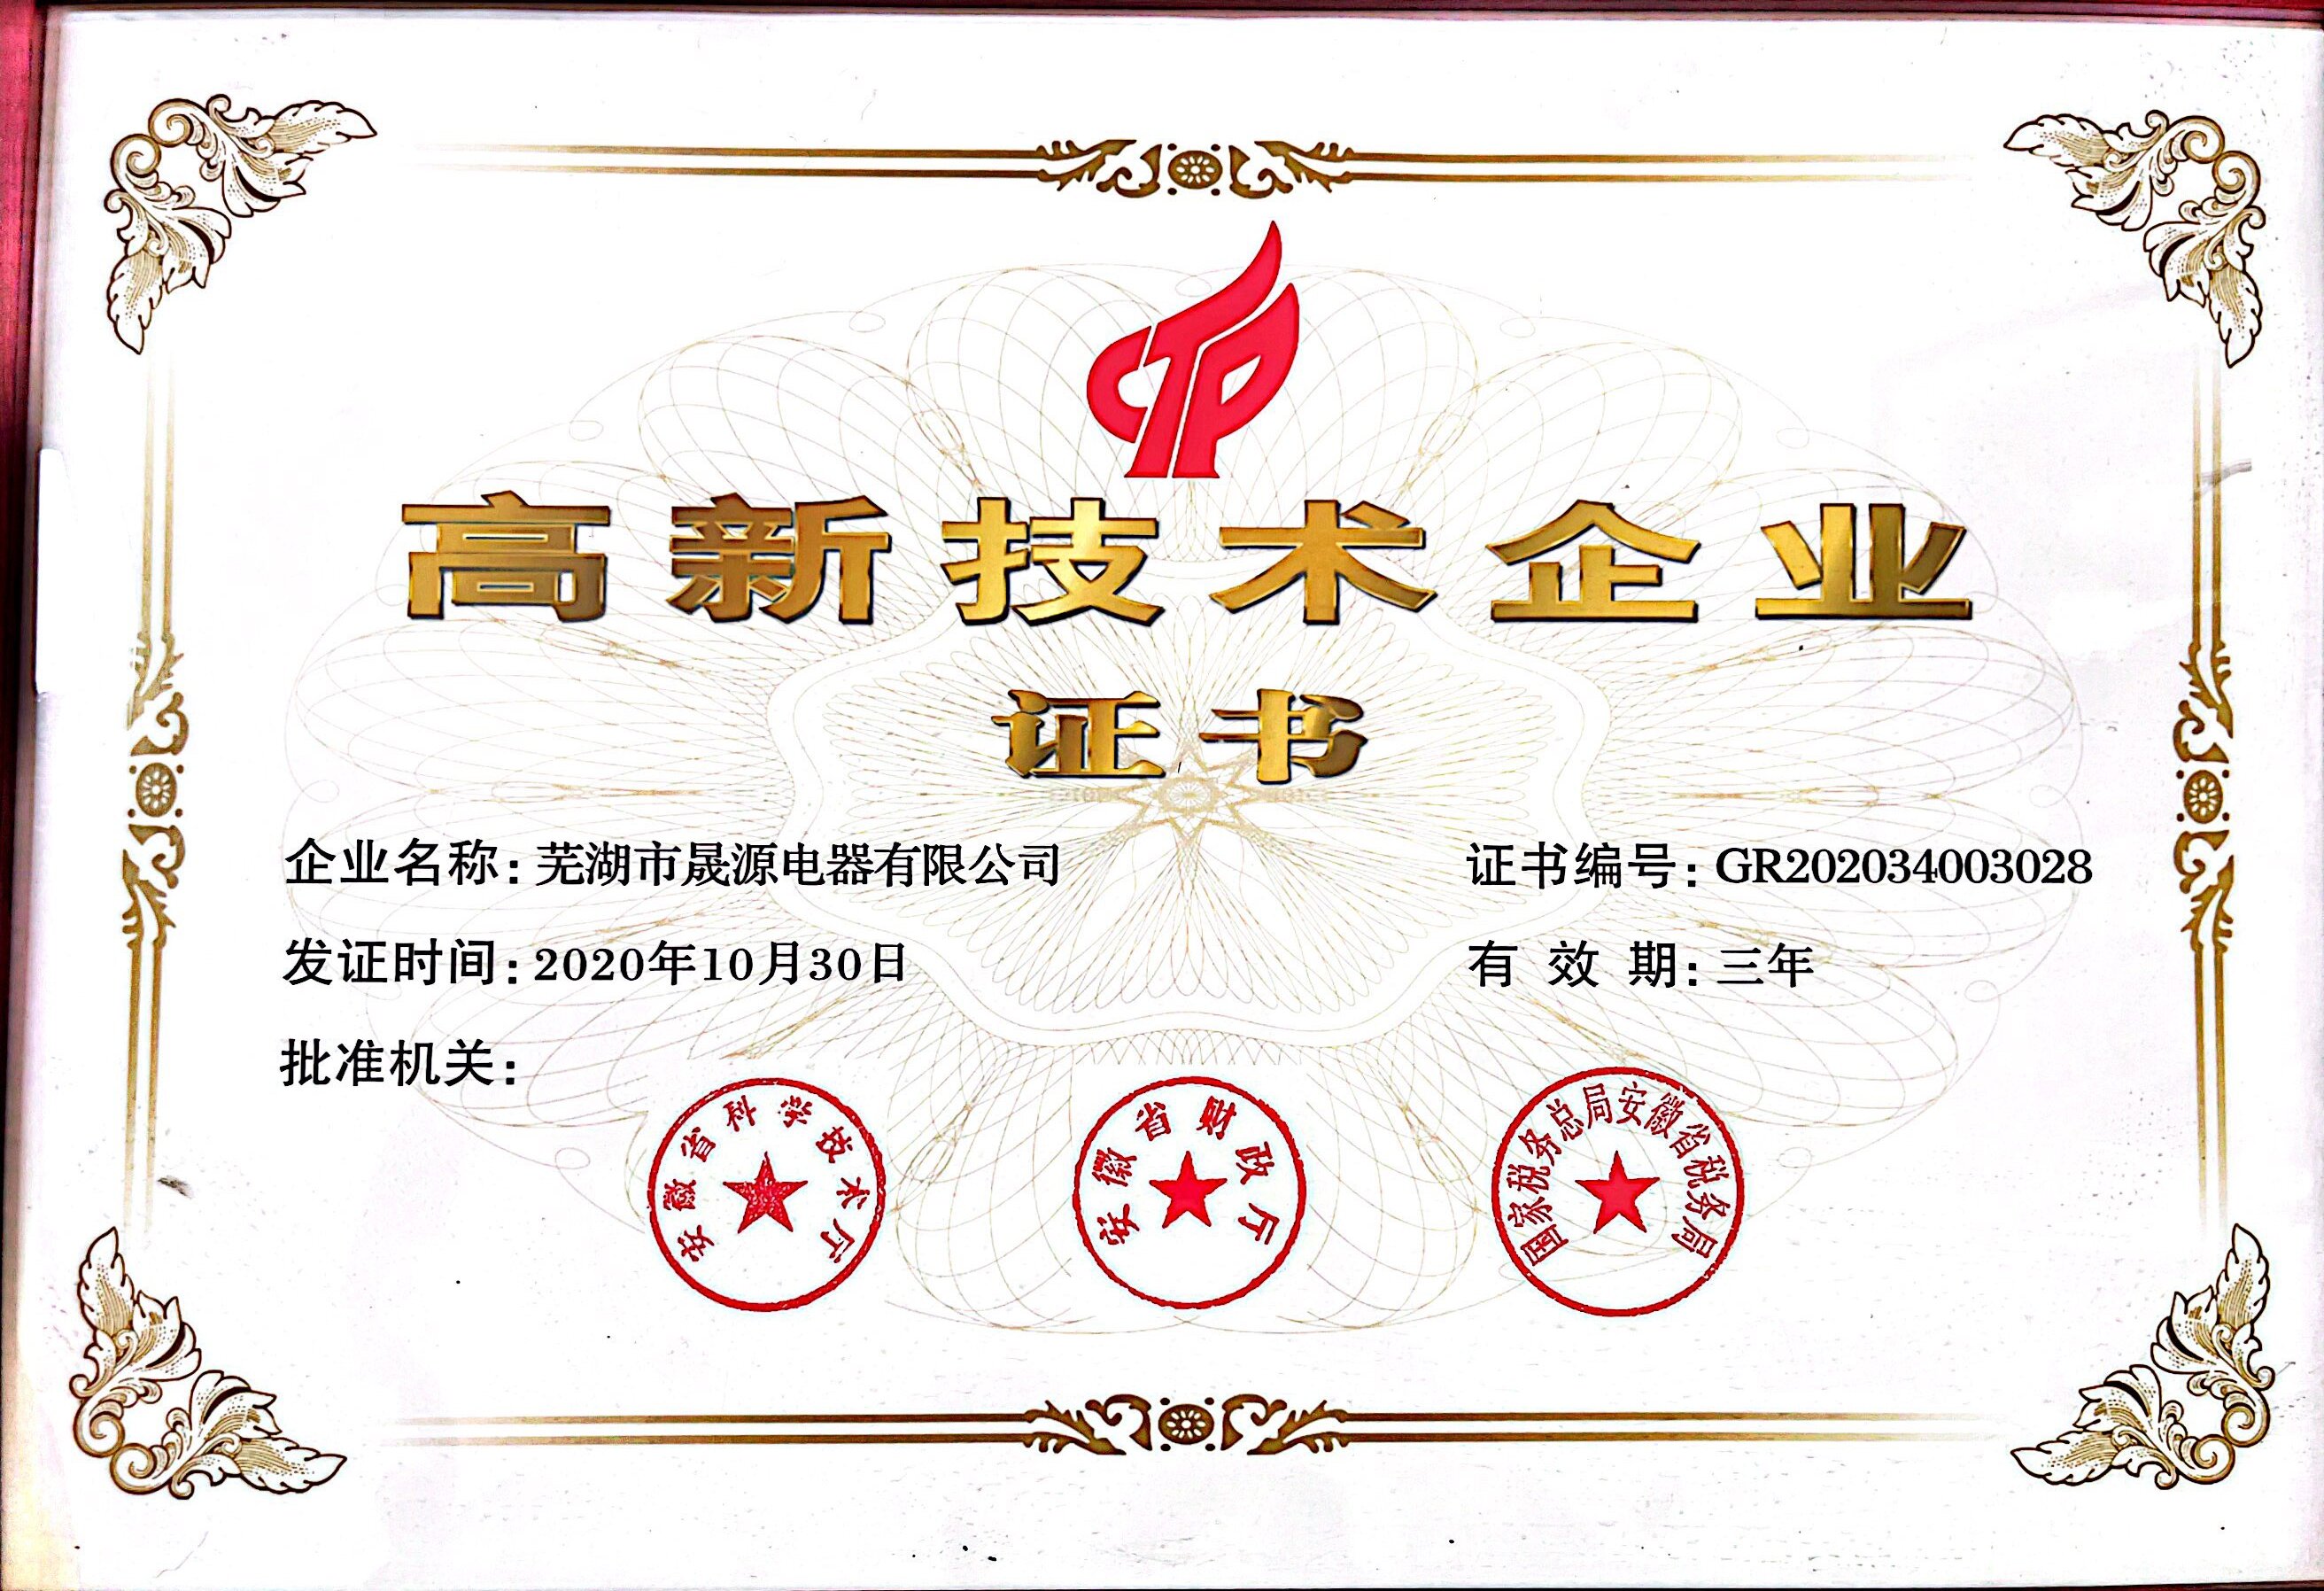 CTP
高新技术企业
证书
企业名称：芜湖市晟源电器有限公司
证书编号：GR202034003028
发证时间：2020年10月30日
有效期：三年
批准机关：
安徽省科学技术厅
安徽省财政厅
国家税务总局安徽省税务局